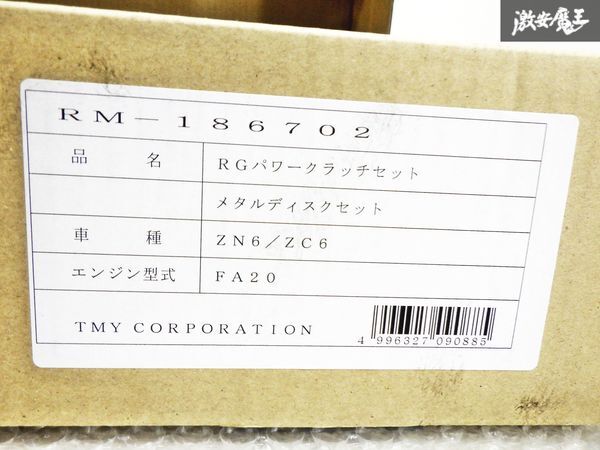 激安魔王
RM-186702
品名 RGパワークラッチセット
メタルディスクセット
車種 ZN6/ZC6
エンジン型式 FA20
TMY CORPORATION
4 996327 090885